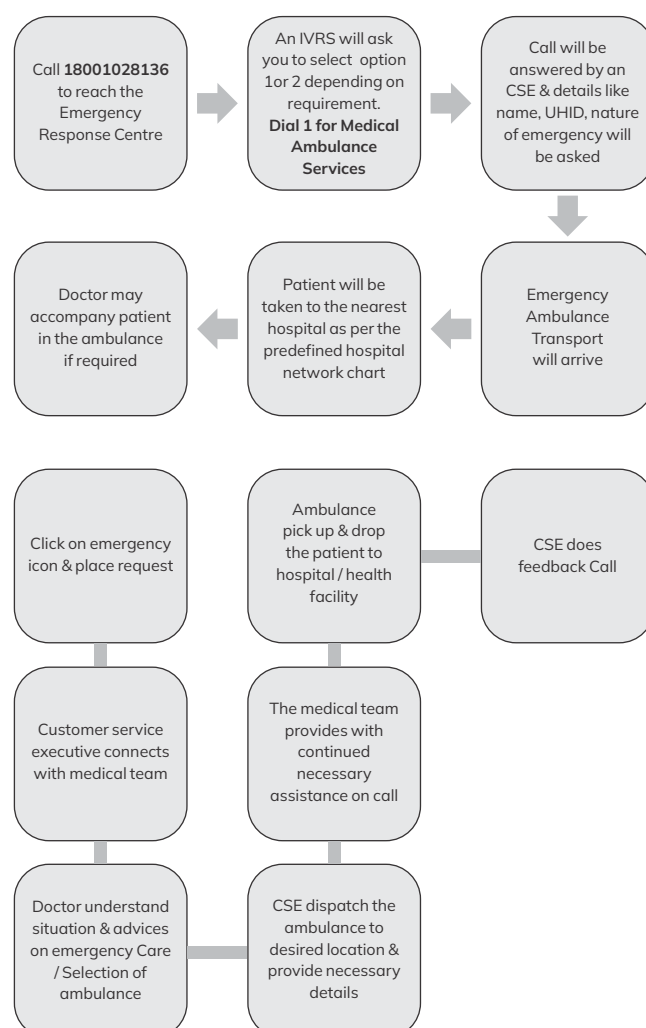 Call 18001028136
to reach the
Emergency
Response Centre
An IVRS will ask
you to select option
1or 2 depending on
requirement.
Dial 1 for Medical
Ambulance
Services
Call will be
answered by an
CSE & details like
name, UHID, nature
of emergency will
be asked
Emergency
Ambulance
Transport
will arrive
Patient will be
taken to the nearest
hospital as per the
predefined hospital
network chart
Doctor may
accompany patient
in the ambulance
if required
Click on emergency
icon & place request
Customer service
executive connects
with medical team
Doctor understand
situation & advices
on emergency Care
/ Selection of
ambulance
CSE dispatch the
ambulance to
desired location &
provide necessary
details
The medical team
provides with
continued
necessary
assistance on call
Ambulance
pick up & drop
the patient to
hospital / health
facility
CSE does
feedback Call